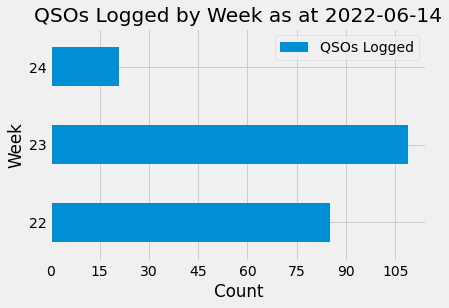 QSOs Logged by Week as at 2022-06-14
QSOs Logged
24
23
22
Week
0 15 30 45 60 75 90 105
Count